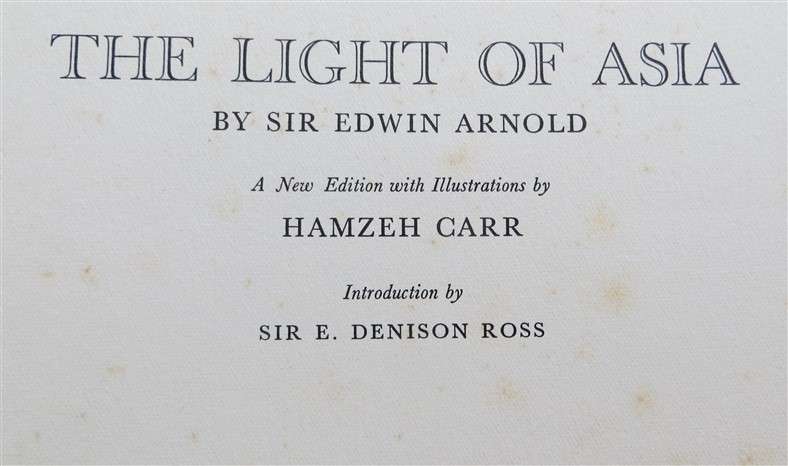 THE LIGHT OF ASIA
BY SIR EDWIN ARNOLD
A New Edition with Illustrations by
HAMZEH CARR
Introduction by
SIR E. DENISON ROSS